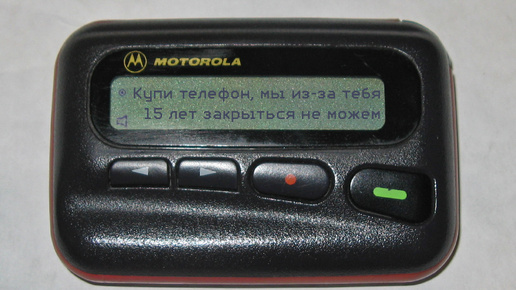 MOTOROLA
Купи телефон, мы из-за тебя
15 лет закрыться не можем